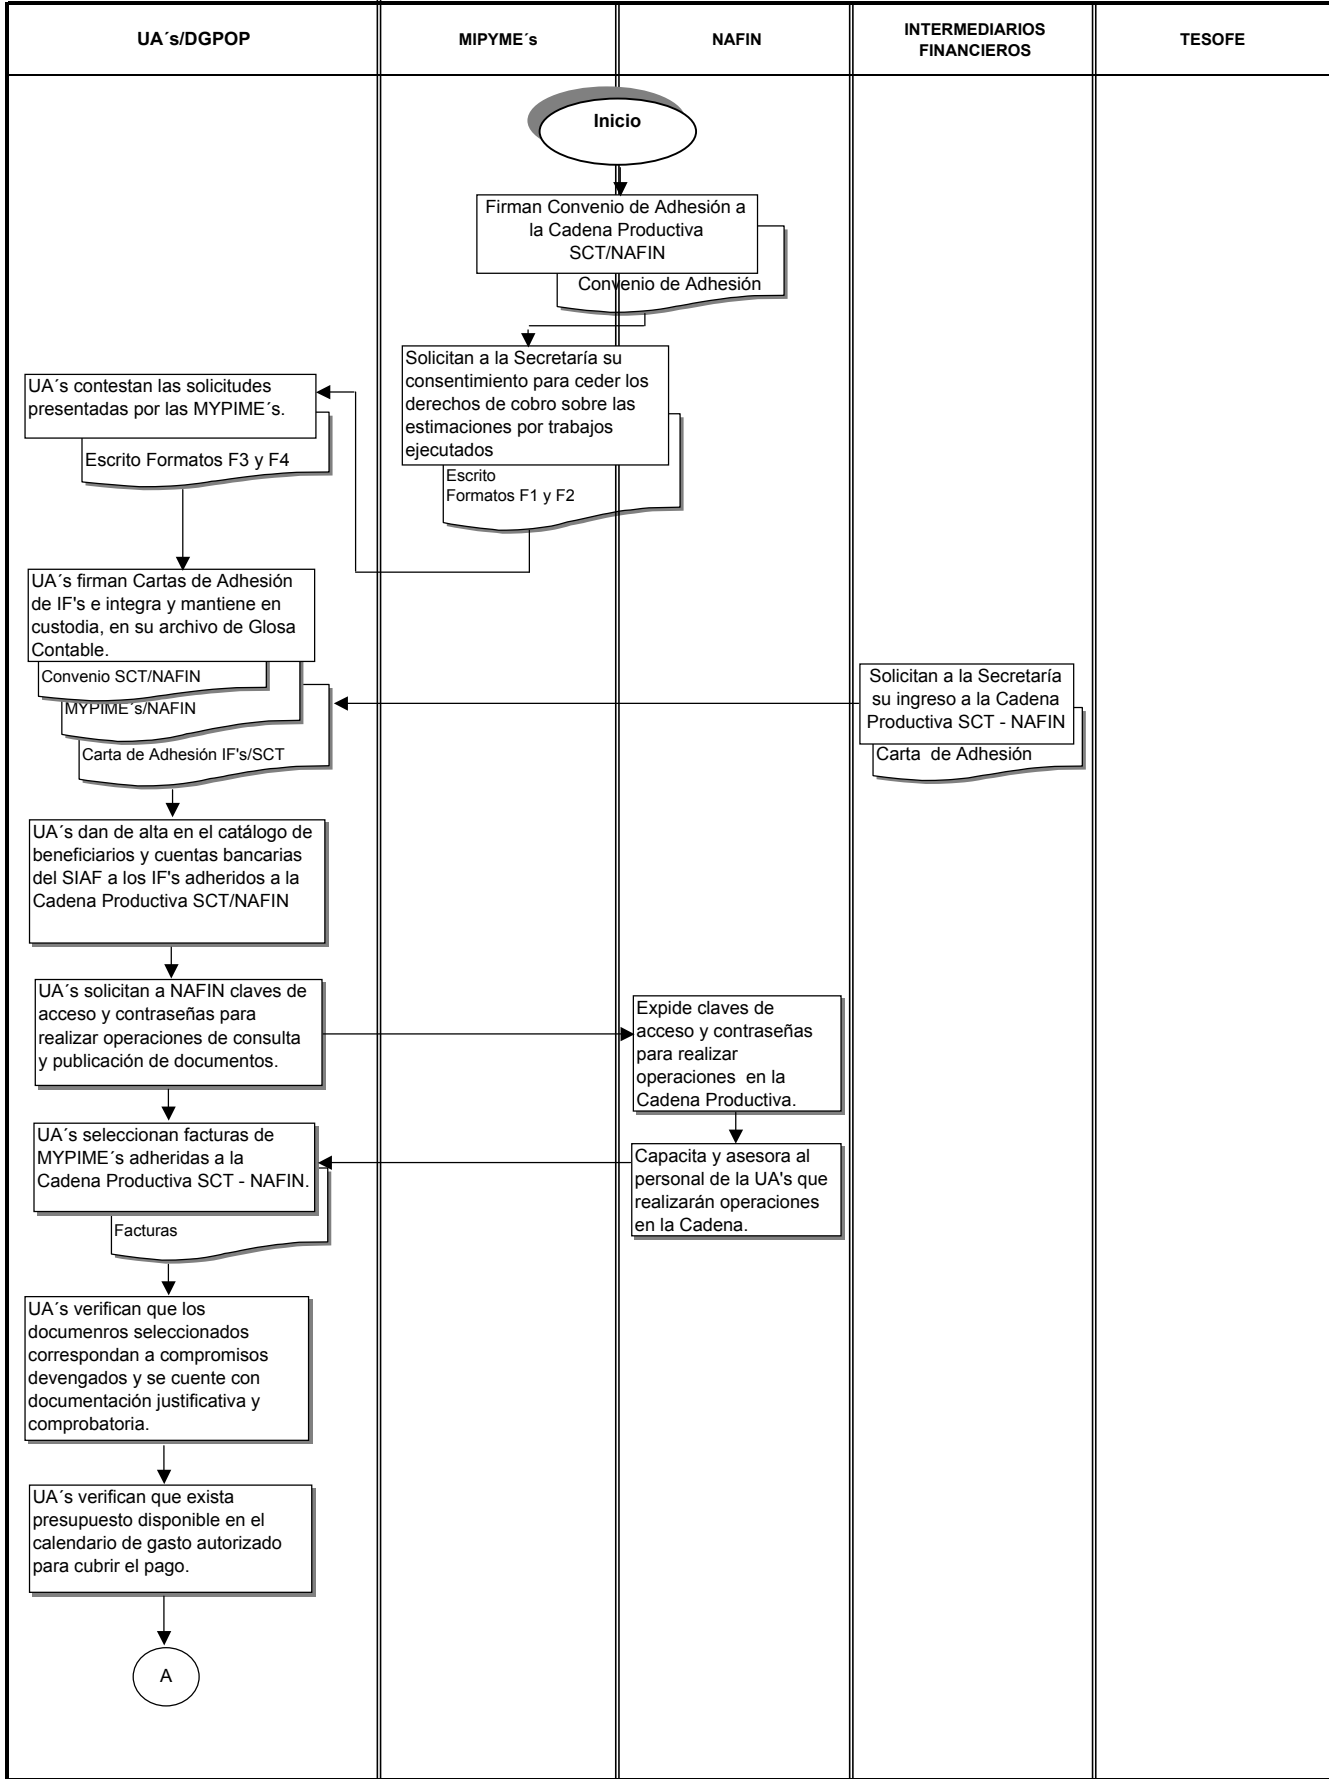 UA´s/DGPOP
MIPYME´s
NAFIN
INTERMEDIARIOS
FINANCIEROS
TESOFE
Inicio
Firman Convenio de Adhesión a
la Cadena Productiva
SCT/NAFIN
Convenio de Adhesión
Solicitan a la Secretaría su
consentimiento para ceder los
derechos de cobro sobre las
estimaciones por trabajos
ejecutados
Escrito
Formatos F1 y F2
UA´s contestan las solicitudes
presentadas por las MYPIME´s.
Escrito Formatos F3 y F4
UA´s firman Cartas de Adhesión
de IF's e integra y mantiene en
custodia, en su archivo de Glosa
Contable.
Convenio SCT/NAFIN
MYPIME´s/NAFIN
Carta de Adhesión IF's/SCT
Solicitan a la Secretaría
su ingreso a la Cadena
Productiva SCT - NAFIN
Carta  de Adhesión
UA´s dan de alta en el catálogo de
beneficiarios y cuentas bancarias
del SIAF a los IF's adheridos a la
Cadena Productiva SCT/NAFIN
UA´s solicitan a NAFIN claves de
acceso y contraseñas para
realizar operaciones de consulta
y publicación de documentos.
Expide claves de
acceso y contraseñas
para realizar
operaciones  en la
Cadena Productiva.
Capacita y asesora al
personal de la UA's que
realizarán operaciones
en la Cadena.
UA´s seleccionan facturas de
MYPIME´s adheridas a la
Cadena Productiva SCT - NAFIN.
Facturas
UA´s verifican que los
documenros seleccionados
correspondan a compromisos
devengados y se cuente con
documentación justificativa y
comprobatoria.
UA´s verifican que exista
presupuesto disponible en el
calendario de gasto autorizado
para cubrir el pago.
A